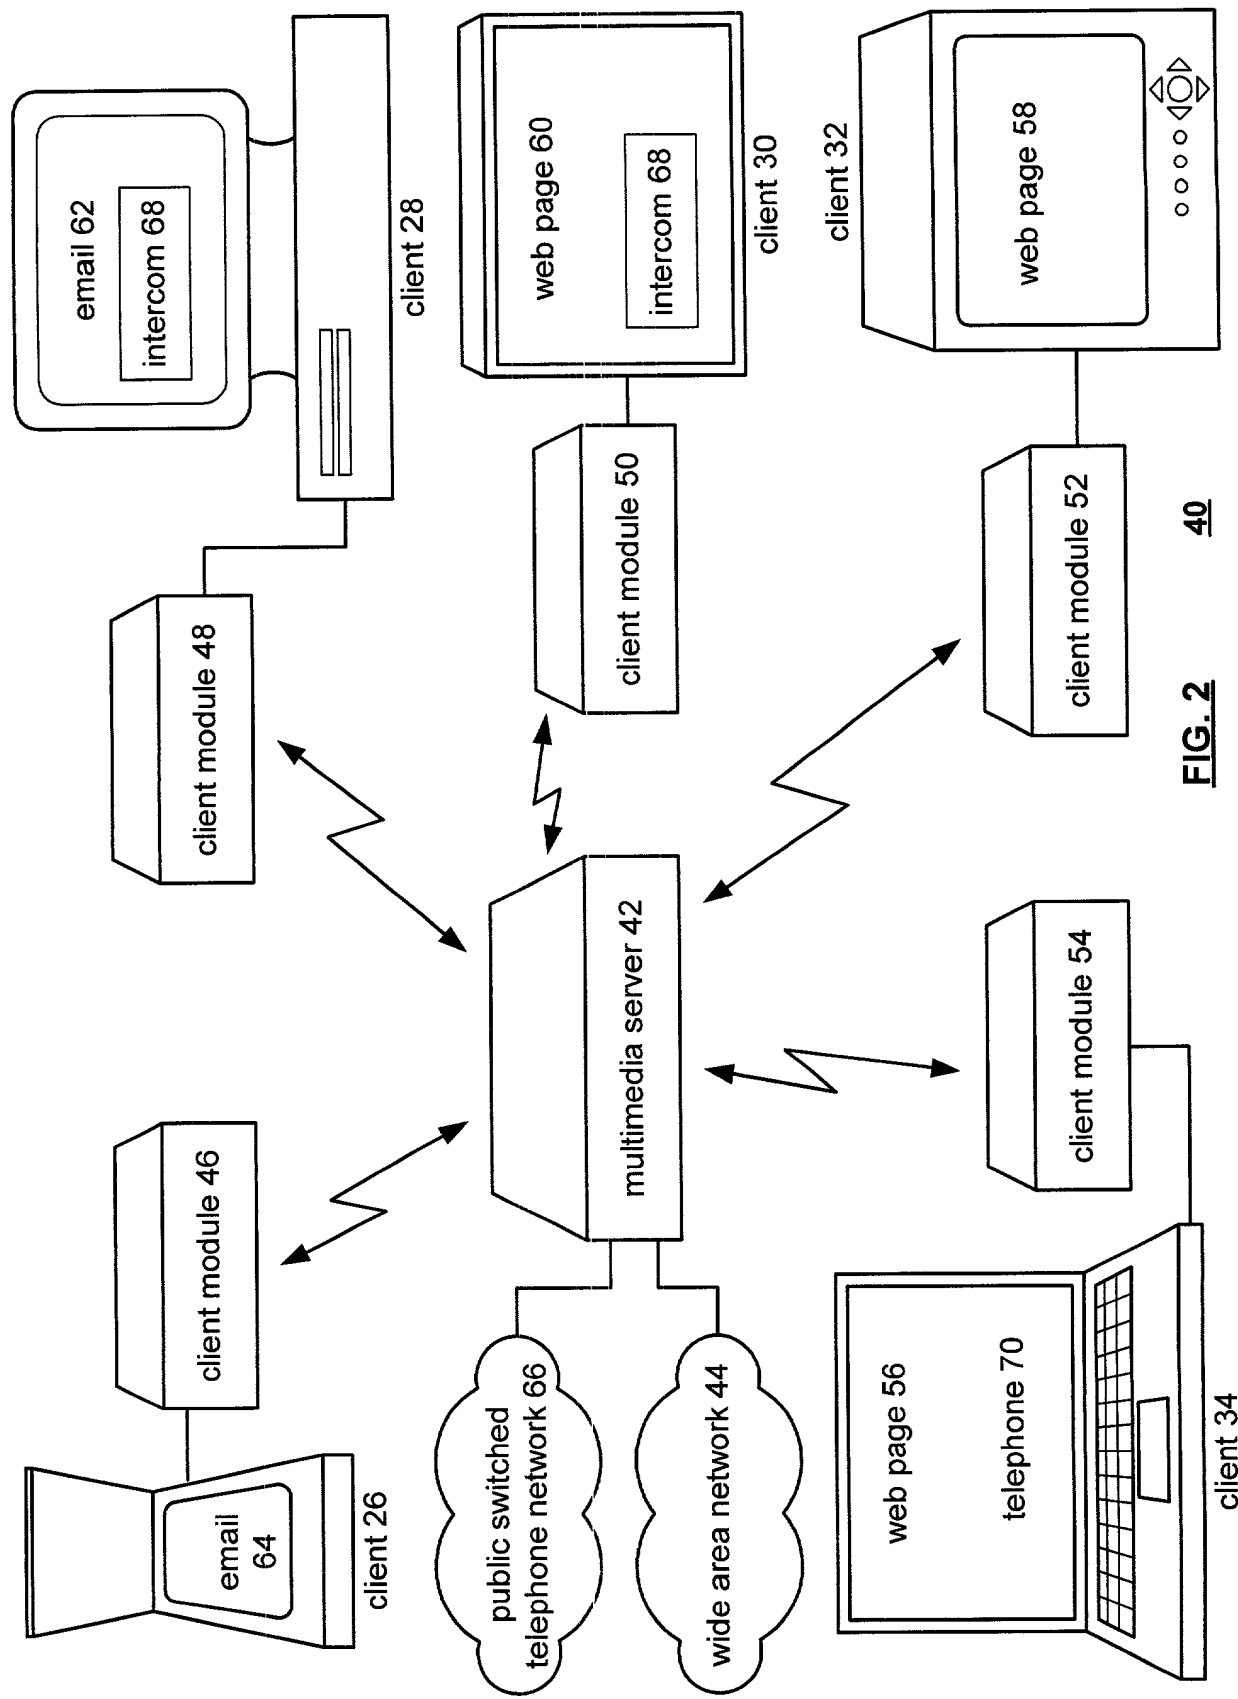 email
64
client 26
client module 46
client module 48
email 62
intercom 68
client 28
public switched
telephone network 66
wide area network 44
multimedia server 42
client module 50
web page 60
intercom 68
client 30
web page 56
telephone 70
client 34
client module 54
client module 52
client 32
web page 58
FIG. 2
40